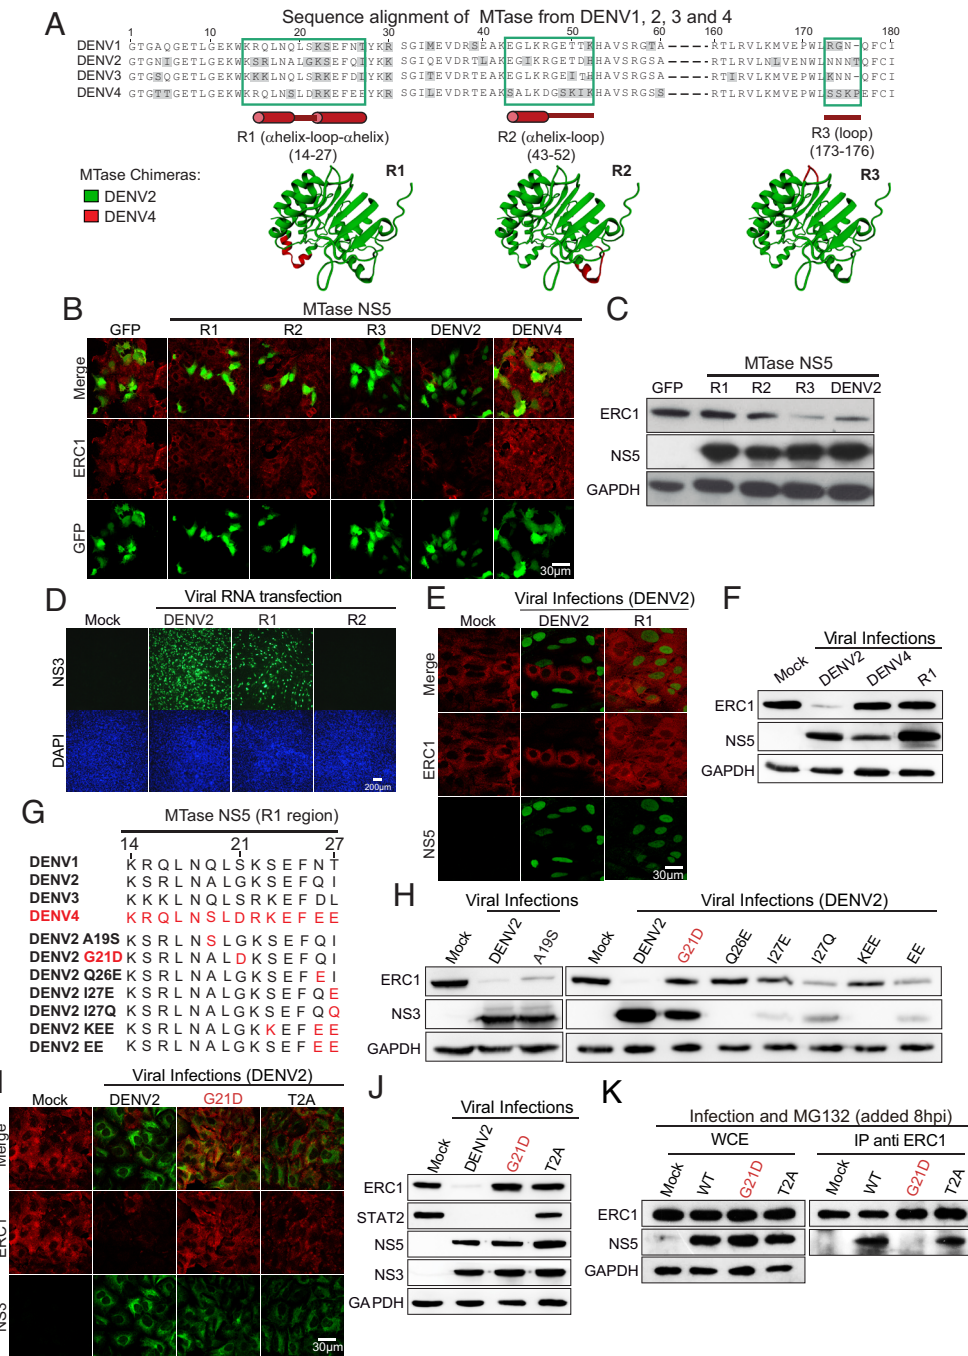 A
Sequence alignment of MTase from DENV1, 2, 3 and 4
1 10 20 30 40 50 60 160 170 180
DENV1 GTGAQGETLGEKWKRQLNQLSKSEFNTYKR SGIMEVDRSEAKEGLKRGETTKHAVSRGTA RTLRVLKMVEPWLRGN-QFCI
DENV2
DENV3
DENV4
R1 (αhelix-loop-αhelix)
(14-27)
R2 (αhelix-loop)
(43-52)
R3 (loop)
(173-176)
MTase Chimeras:
DENV2
DENV4
R1
R2
R3
B
MTase NS5
GFP R1 R2 R3 DENV2 DENV4
Merge
ERC1
GFP
30µm
C
MTase NS5
GFP R1 R2 R3 DENV2
ERC1
NS5
GAPDH
D
Viral RNA transfection
Mock DENV2 R1 R2
NS3
DAPI
200µm
E
Viral Infections (DENV2)
Mock DENV2 R1
Merge
ERC1
NS5
30µm
F
Viral Infections
Mock DENV2 DENV4 R1
ERC1
NS5
GAPDH
G
MTase NS5 (R1 region)
14 21 27
DENV1 K R Q L N Q L S K S E F N T
DENV2 K S R L N A L G K S E F Q I
DENV3 K K K L N Q L S R K E F D L
DENV4 K R Q L N S L D R K E F E E
DENV2 A19S K S R L N S L G K S E F Q I
DENV2 G21D K S R L N A L D K S E F Q I
DENV2 Q26E K S R L N A L G K S E F E I
DENV2 I27E K S R L N A L G K S E F Q E
DENV2 I27Q K S R L N A L G K S E F Q Q
DENV2 KEE K S R L N A L G K K E F E E
DENV2 EE K S R L N A L G K S E F E E
H
Viral Infections
Mock DENV2 A19S
Viral Infections (DENV2)
Mock DENV2 G21D Q26E I27E I27Q KEE EE
ERC1
NS3
GAPDH
I
Viral Infections (DENV2)
Mock DENV2 G21D T2A
Merge
ERC1
NS3
30µm
J
Viral Infections
Mock DENV2 G21D T2A
ERC1
STAT2
NS5
NS3
GAPDH
K
Infection and MG132 (added 8hpi)
WCE IP anti ERC1
Mock WT G21D T2A Mock WT G21D T2A
ERC1
NS5
GAPDH